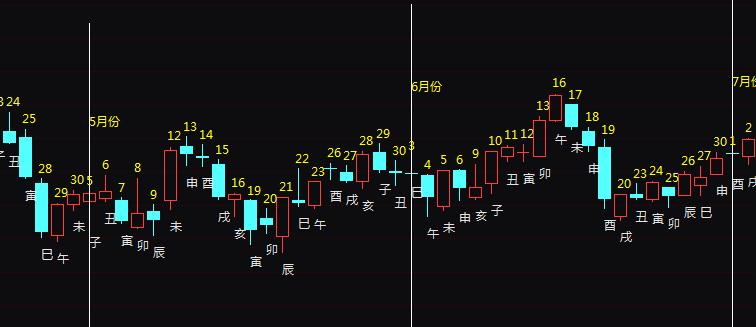 3 24 25 28 29 30 5 6 7 8 9 12 13 14 15 16 19 20 21 22 23 26 27 28 29 30 3 4 5 6 9 10 11 12 13 16 17 18 19 20 23 24 25 26 27 30 1 2
5月份 6月份 7月份
子 丑 寅 巳 午 未 子 丑 寅 卯 辰 未 申 酉 戌 亥 寅 卯 辰 巳 午 酉 戌 亥 子 丑 巳 午 未 申 亥 子 丑 寅 卯 午 未 申 酉 戌 丑 寅 卯 辰 巳 申 酉 戌